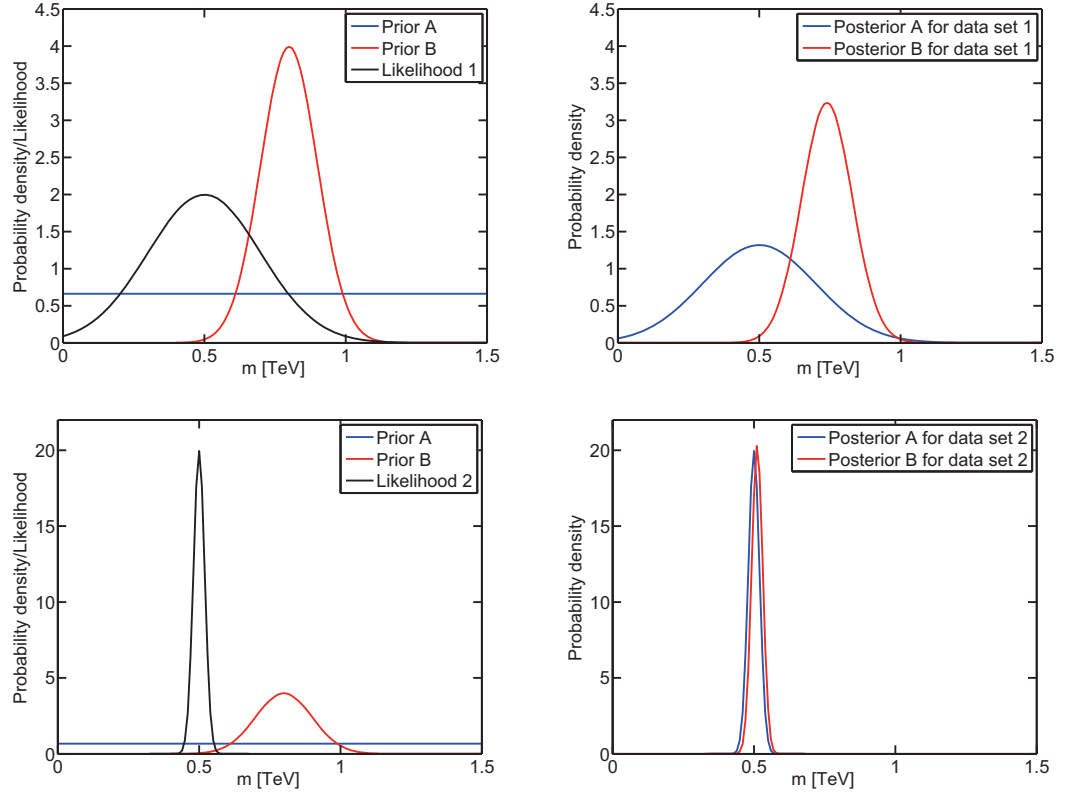 4.5
4
3.5
3
2.5
2
1.5
1
0.5
0
Probability density/Likelihood
Prior A
Prior B
Likelihood 1
0
0.5
1
1.5
m [TeV]
4.5
4
3.5
3
2.5
2
1.5
1
0.5
0
Probability density
Posterior A for data set 1
Posterior B for data set 1
0
0.5
1
1.5
m [TeV]
20
15
10
5
0
Probability density/Likelihood
Prior A
Prior B
Likelihood 2
0
0.5
1
1.5
m [TeV]
20
15
10
5
0
Probability density
Posterior A for data set 2
Posterior B for data set 2
0
0.5
1
1.5
m [TeV]